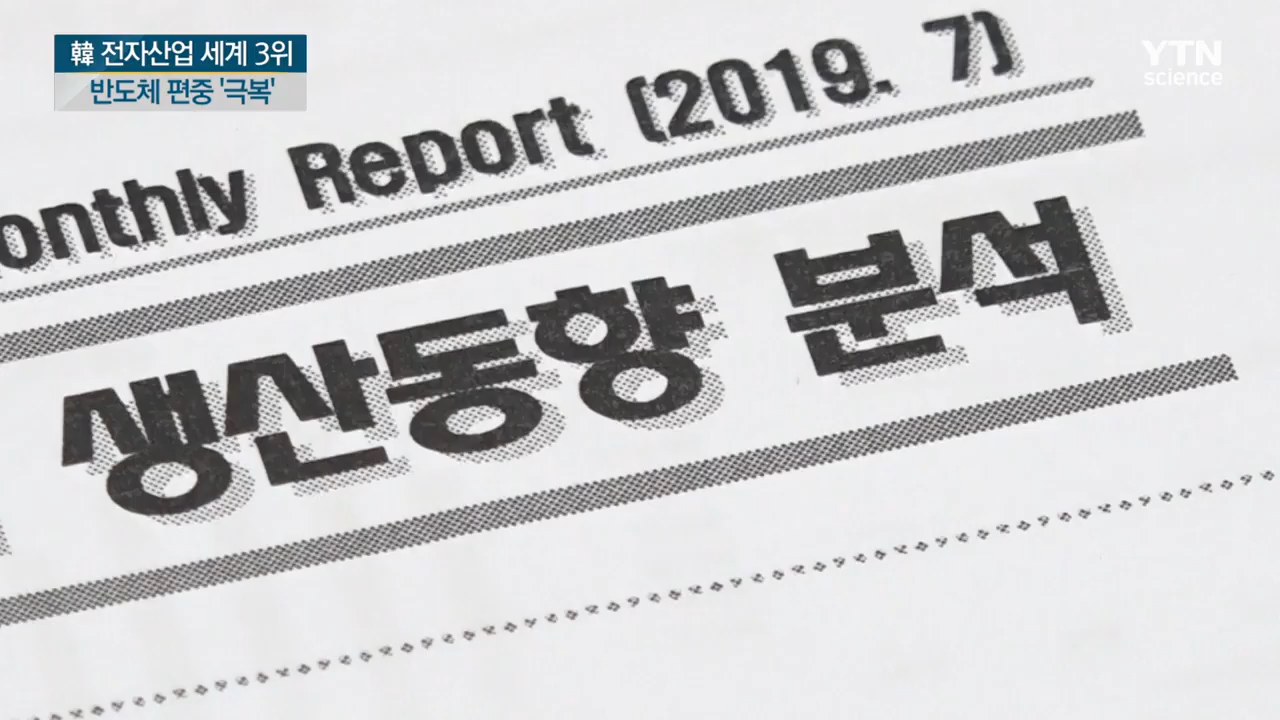 韓 전자산업 세계 3위
반도체 편중 '극복'
YTN
science
onthly Report (2019. 7)
생산동향 분석